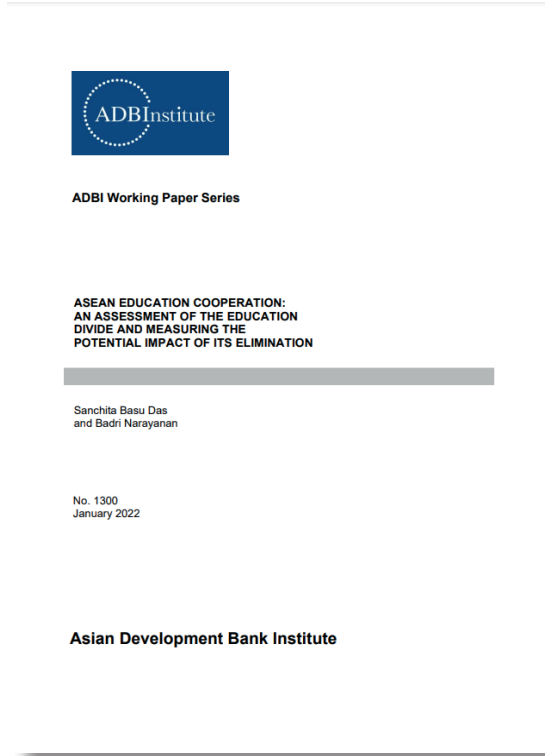 ADBInstitute
ADBI Working Paper Series
ASEAN EDUCATION COOPERATION:
AN ASSESSMENT OF THE EDUCATION
DIVIDE AND MEASURING THE
POTENTIAL IMPACT OF ITS ELIMINATION
Sanchita Basu Das
and Badri Narayanan
No. 1300
January 2022
Asian Development Bank Institute